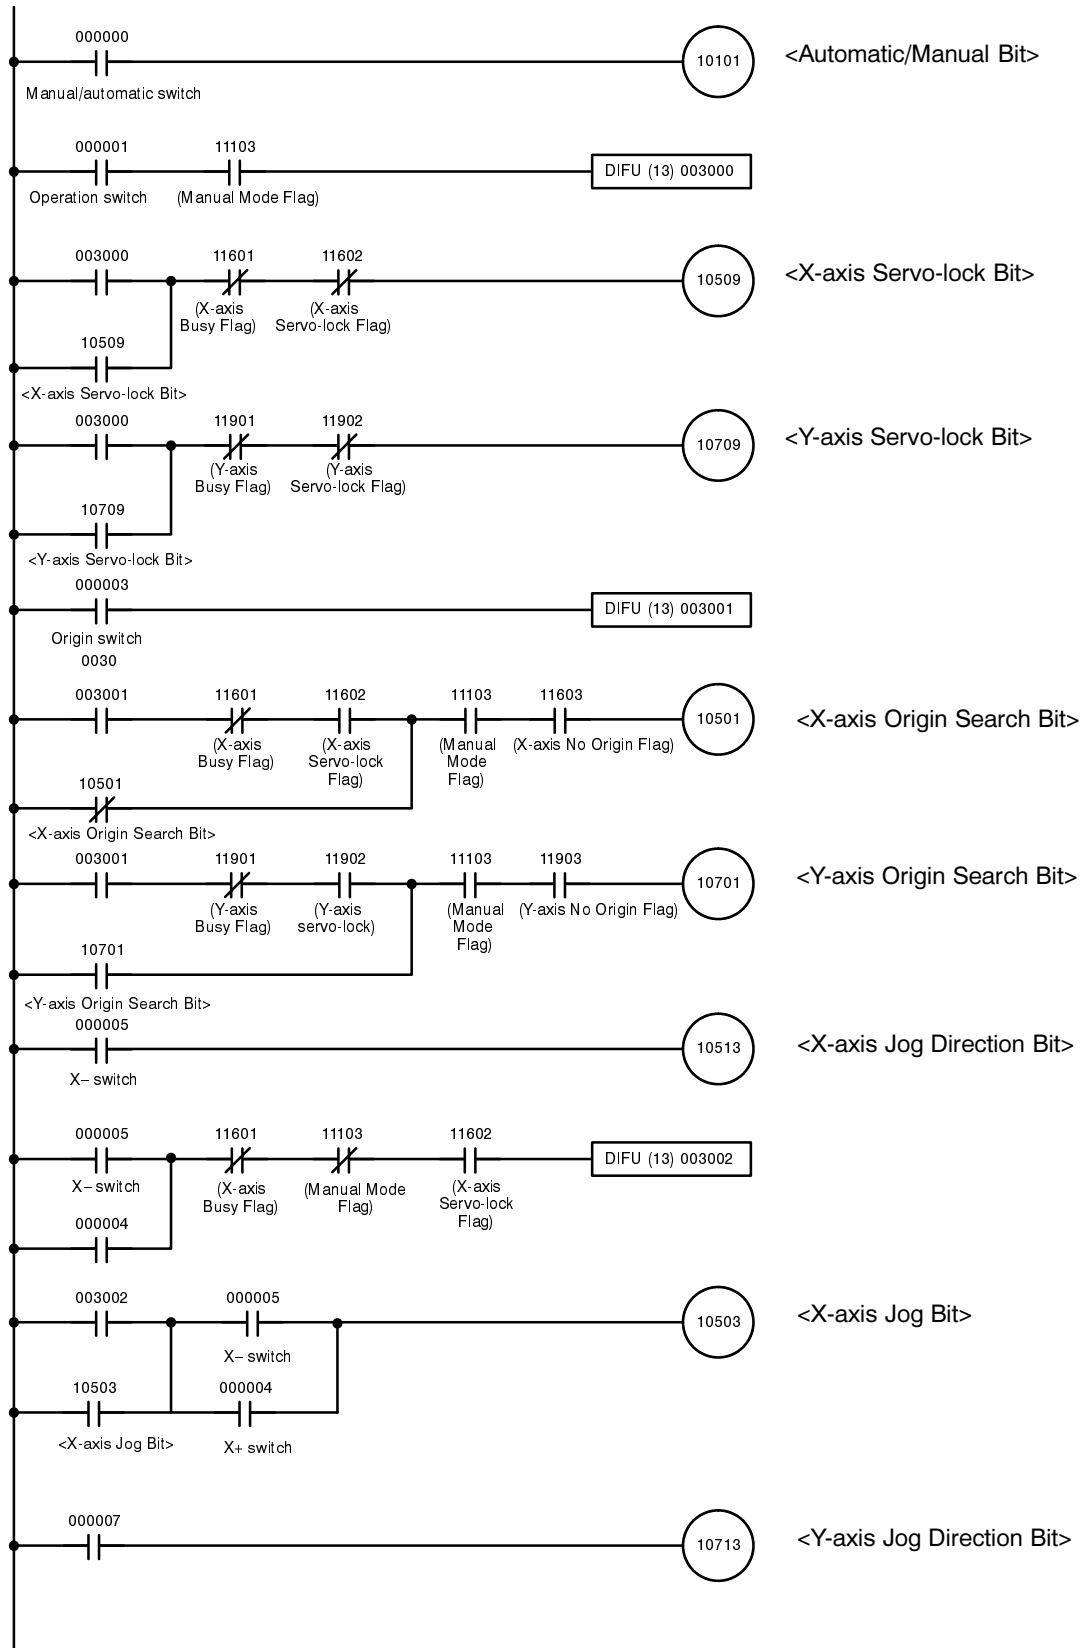 000000
10101
<Automatic/Manual Bit>
Manual/automatic switch
000001 11103
DIFU (13) 003000
Operation switch (Manual Mode Flag)
003000 11601 11602
10509
<X-axis Servo-lock Bit>
(X-axis
Busy Flag)
(X-axis
Servo-lock Flag)
10509
<X-axis Servo-lock Bit>
003000 11901 11902
10709
<Y-axis Servo-lock Bit>
(Y-axis
Busy Flag)
(Y-axis
Servo-lock Flag)
10709
<Y-axis Servo-lock Bit>
000003
DIFU (13) 003001
Origin switch
0030
003001 11601 11602 11103 11603
10501
<X-axis Origin Search Bit>
(X-axis
Busy Flag)
(X-axis
Servo-lock
Flag)
(Manual
Mode
Flag)
(X-axis No Origin Flag)
10501
<X-axis Origin Search Bit>
003001 11901 11902 11103 11903
10701
<Y-axis Origin Search Bit>
(Y-axis
Busy Flag)
(Y-axis
servo-lock)
(Manual
Mode
Flag)
(Y-axis No Origin Flag)
10701
<Y-axis Origin Search Bit>
000005
10513
<X-axis Jog Direction Bit>
X– switch
000005 11601 11103 11602
DIFU (13) 003002
X– switch
(X-axis
Busy Flag)
(Manual Mode
Flag)
(X-axis
Servo-lock
Flag)
000004
003002 000005
10503
<X-axis Jog Bit>
X– switch
10503 000004
<X-axis Jog Bit>
X+ switch
000007
10713
<Y-axis Jog Direction Bit>